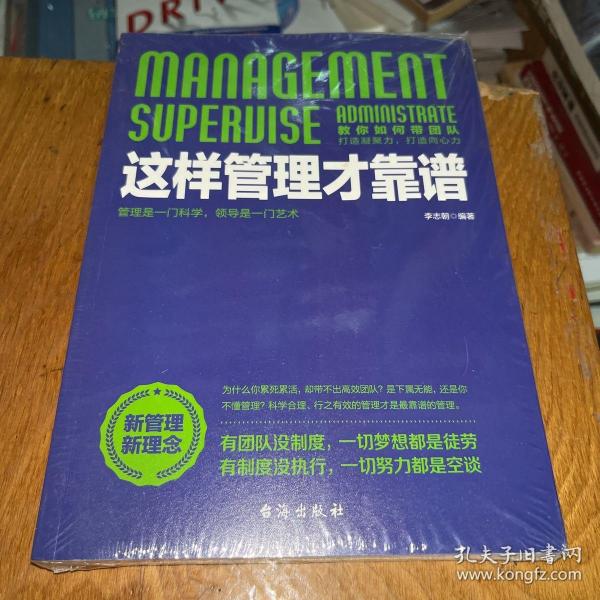 DRIV
MANAGEMENT
SUPERVISE
ADMINISTRATE
教你如何带团队
打造凝聚力，打造向心力
这样管理才靠谱
管理是一门科学，领导是一门艺术
李志朝◎编著
为什么你累死累活，却带不出高效团队？是下属无能，还是你
不懂管理？科学合理、行之有效的管理才是最靠谱的管理。
新管理
新理念
有团队没制度，一切梦想都是徒劳
有制度没执行，一切努力都是空谈
台海出版社
孔夫子旧书网
www.kongfz.com